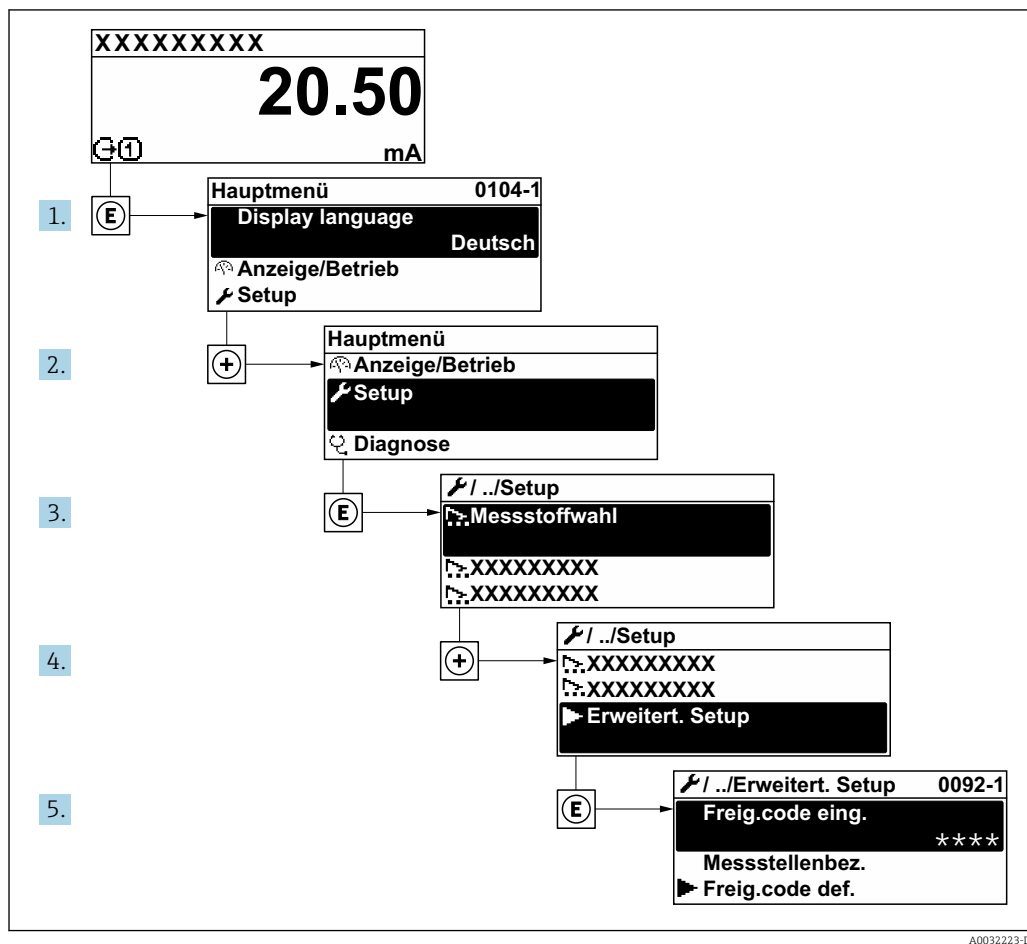 XXXXXXXXX
20.50
1
mA
1.
E
Hauptmenü 0104-1
Display language
Deutsch
Anzeige/Betrieb
Setup
2.
+
Hauptmenü
Anzeige/Betrieb
Setup
Diagnose
3.
E
/ ../Setup
Messstoffwahl
XXXXXXXXX
XXXXXXXXX
4.
+
/ ../Setup
XXXXXXXXX
XXXXXXXXX
Erweitert. Setup
5.
E
/ ../Erweitert. Setup 0092-1
Freig.code eing.
****
Messstellenbez.
Freig.code def.